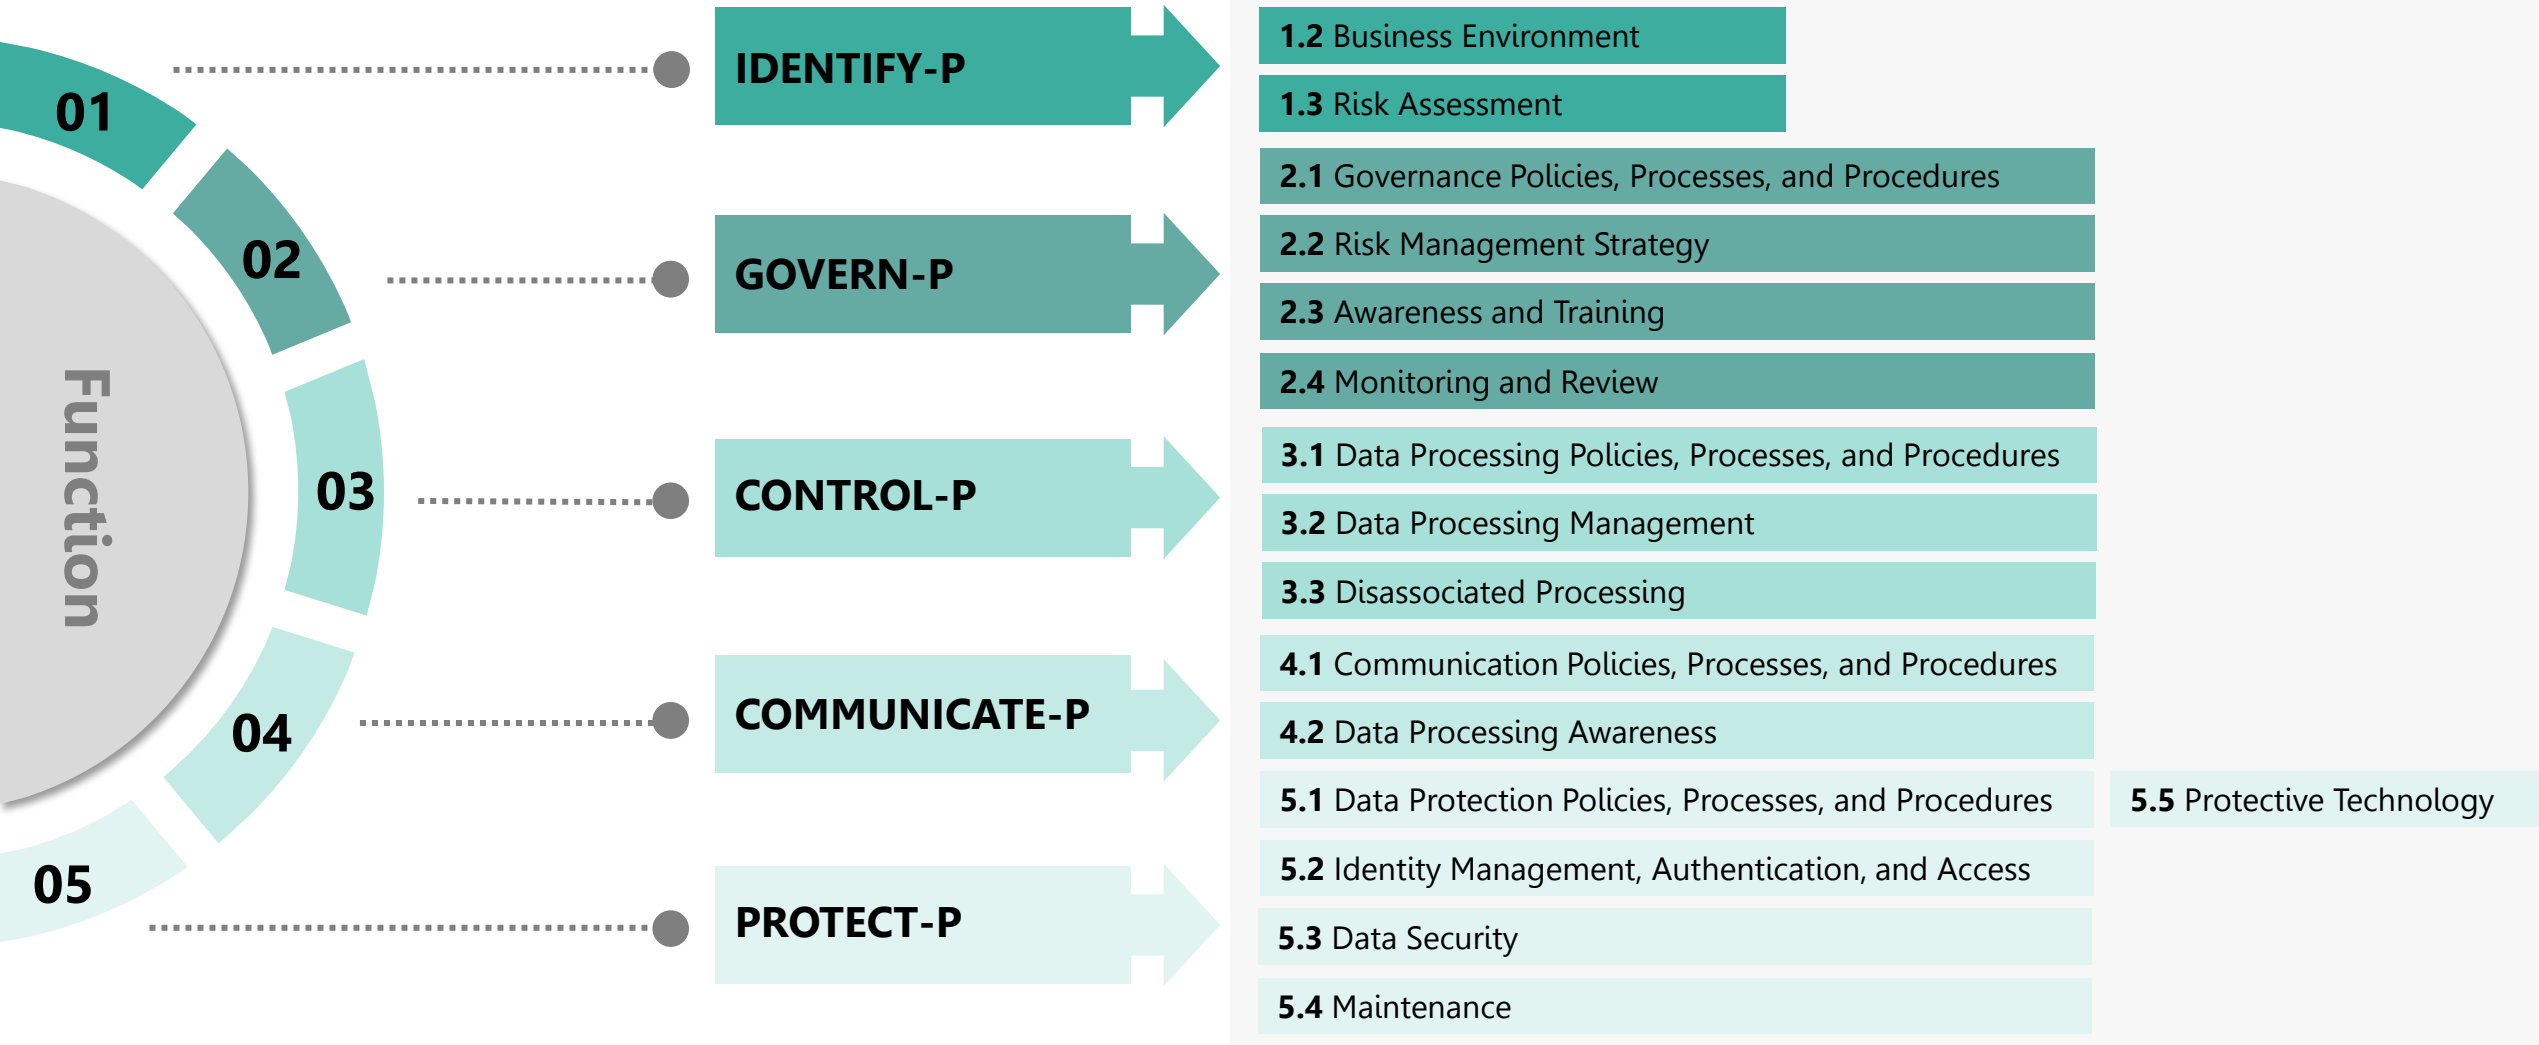 Function
01
IDENTIFY-P
1.2 Business Environment
1.3 Risk Assessment
02
GOVERN-P
2.1 Governance Policies, Processes, and Procedures
2.2 Risk Management Strategy
2.3 Awareness and Training
2.4 Monitoring and Review
03
CONTROL-P
3.1 Data Processing Policies, Processes, and Procedures
3.2 Data Processing Management
3.3 Disassociated Processing
04
COMMUNICATE-P
4.1 Communication Policies, Processes, and Procedures
4.2 Data Processing Awareness
05
PROTECT-P
5.1 Data Protection Policies, Processes, and Procedures
5.2 Identity Management, Authentication, and Access
5.3 Data Security
5.4 Maintenance
5.5 Protective Technology